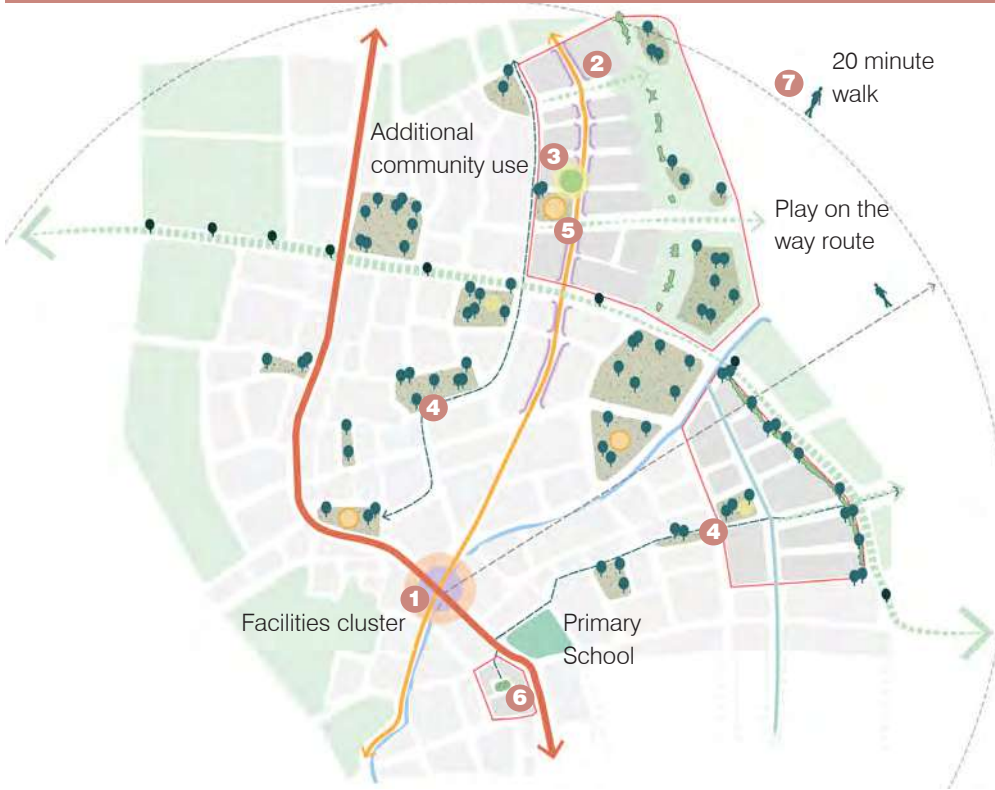 2
7
20 minute
walk
Additional
community use
3
Play on the
way route
5
4
4
1
Facilities cluster
Primary
School
6